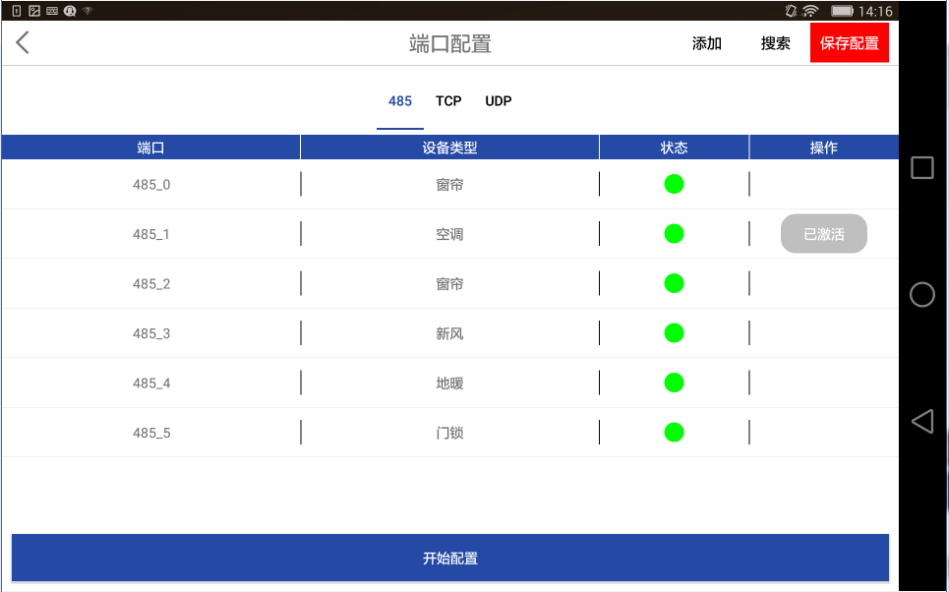 14:16
端口配置 添加 搜索 保存配置
485 TCP UDP
端口 设备类型 状态 操作
485_0 窗帘
485_1 空调 已激活
485_2 窗帘
485_3 新风
485_4 地暖
485_5 门锁
开始配置